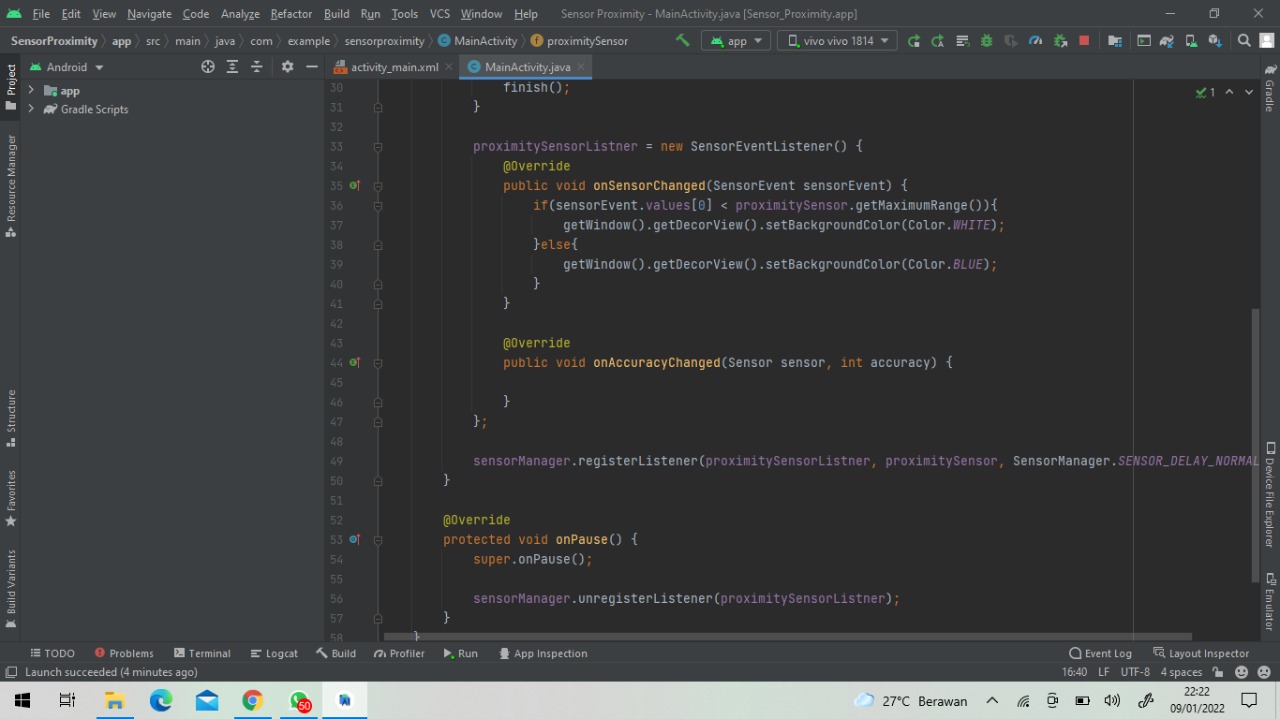 File Edit View Navigate Code Analyze Refactor Build Run Tools VCS Window Help Sensor Proximity - MainActivity.java [Sensor_Proximity.app]
SensorProximity app src main java com example sensorproximity MainActivity proximitySensor app vivo vivo 1814
Android activity_main.xml MainActivity.java
Project
Resource Manager
Structure
Favorites
Build Variants
app
Gradle Scripts
1
30 finish();
31 }
32
33 proximitySensorListner = new SensorEventListener() {
34 @Override
35 public void onSensorChanged(SensorEvent sensorEvent) {
36 if(sensorEvent.values[0] < proximitySensor.getMaximumRange()){
37 getWindow().getDecorView().setBackgroundColor(Color.WHITE);
38 }else{
39 getWindow().getDecorView().setBackgroundColor(Color.BLUE);
40 }
41 }
42
43 @Override
44 public void onAccuracyChanged(Sensor sensor, int accuracy) {
45
46 }
47 };
48
49 sensorManager.registerListener(proximitySensorListner, proximitySensor, SensorManager.SENSOR_DELAY_NORMAL
50 }
51
52 @Override
53 protected void onPause() {
54 super.onPause();
55
56 sensorManager.unregisterListener(proximitySensorListner);
57 }
58 }
Gradle
Device File Explorer
Emulator
TODO Problems Terminal Logcat Build Profiler Run App Inspection Event Log Layout Inspector
Launch succeeded (4 minutes ago) 16:40 LF UTF-8 4 spaces
50 27°C Berawan 22:22
09/01/2022